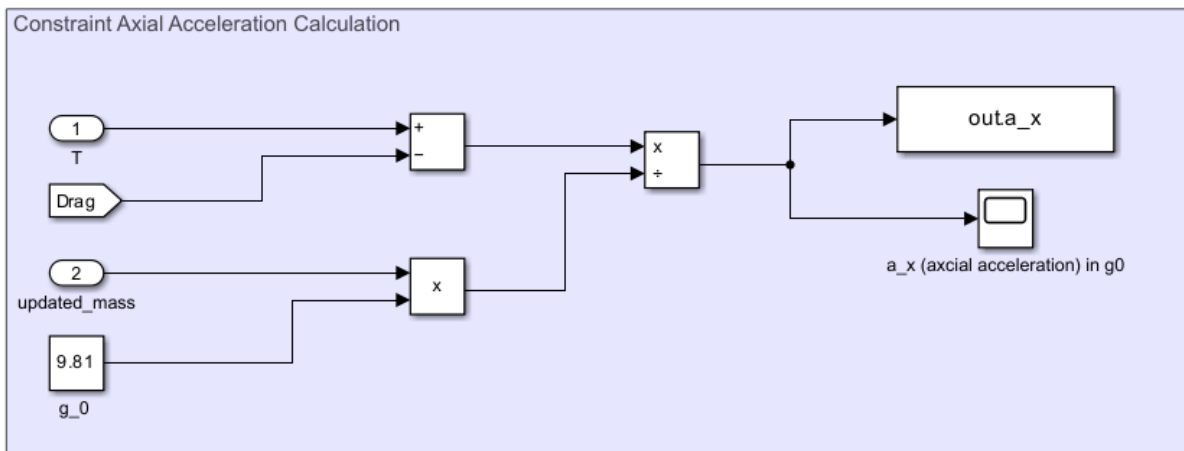 Constraint Axial Acceleration Calculation
1
T
+
−
Drag
x
÷
out.a_x
2
updated_mass
x
a_x (axcial acceleration) in g0
9.81
g_0